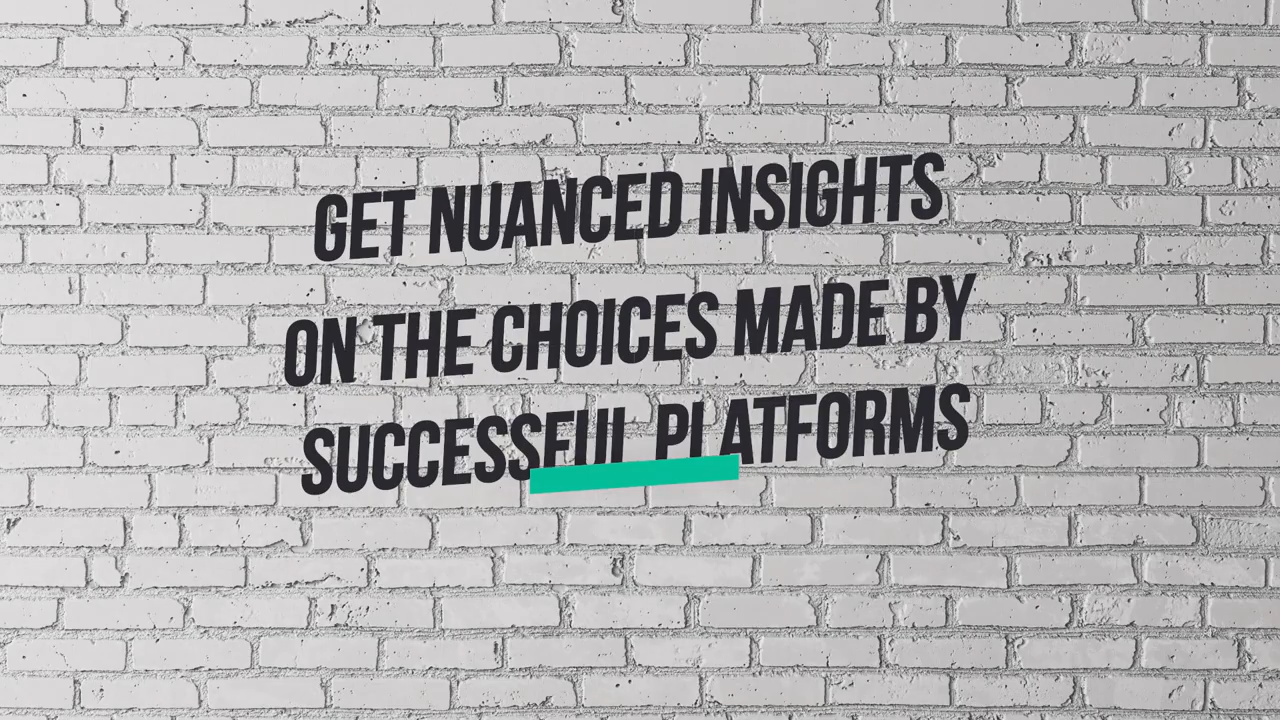 GET NUANCED INSIGHTS
ON THE CHOICES MADE BY
SUCCESSFUL PLATFORMS